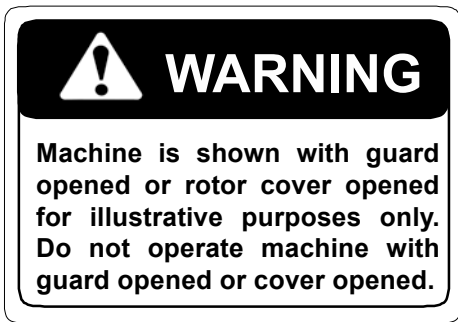 WARNING
Machine is shown with guard
opened or rotor cover opened
for illustrative purposes only.
Do not operate machine with
guard opened or cover opened.